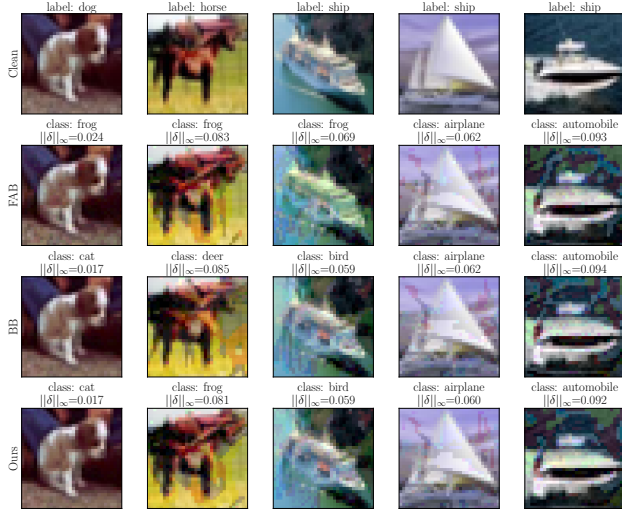 label: dog label: horse label: ship label: ship label: ship
Clean
class: frog class: frog class: frog class: airplane class: automobile
||δ||∞=0.024 ||δ||∞=0.083 ||δ||∞=0.069 ||δ||∞=0.062 ||δ||∞=0.093
FAB
class: cat class: deer class: bird class: airplane class: automobile
||δ||∞=0.017 ||δ||∞=0.085 ||δ||∞=0.059 ||δ||∞=0.062 ||δ||∞=0.094
BB
class: cat class: frog class: bird class: airplane class: automobile
||δ||∞=0.017 ||δ||∞=0.081 ||δ||∞=0.059 ||δ||∞=0.060 ||δ||∞=0.092
Ours